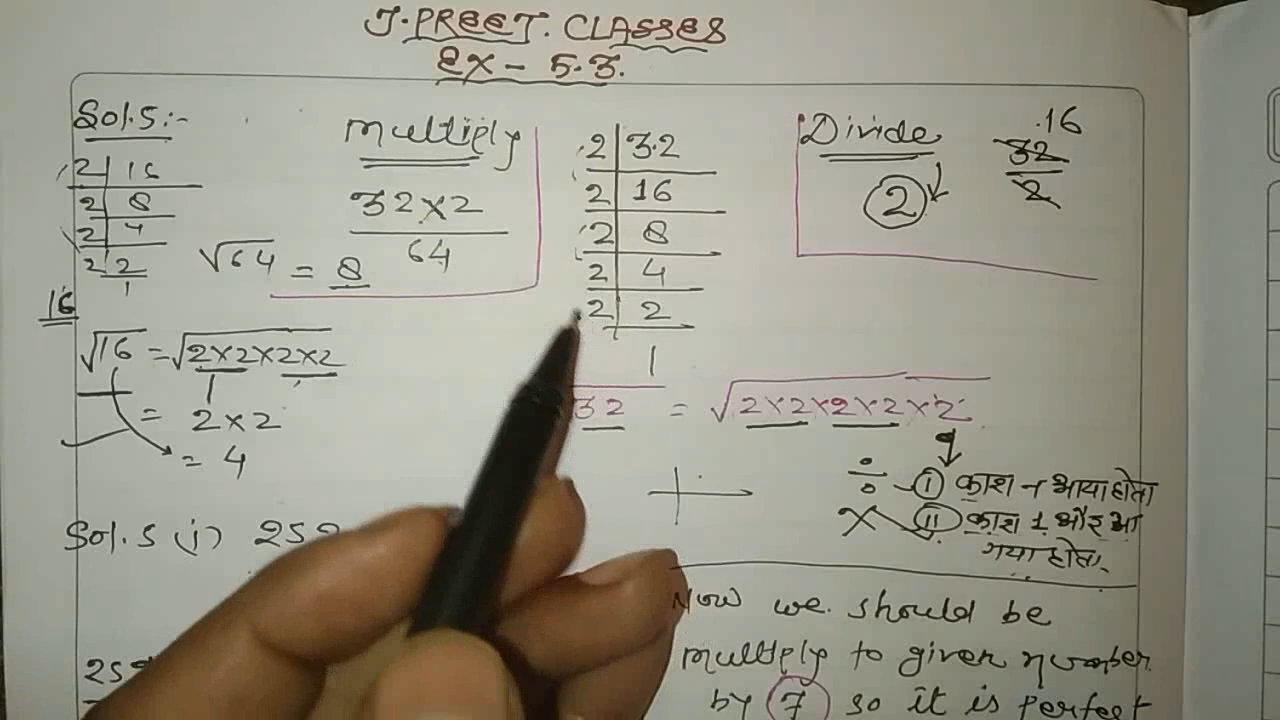 J.PREET. CLASSES
EX - 5.3.
Sol.5:-
2 | 16
2 | 8
2 | 4
2 | 2
1
16
√16 = √2×2×2×2
= 2×2
= 4
Multiply
32×2
64
√64 = 8
2 | 32
2 | 16
2 | 8
2 | 4
2 | 2
1
32 = √2×2×2×2×2
Divide
2
16
32
2
÷ (i) काश न आया होता
× (ii) काश 1 और आ
गया होता.
Sol.5 (i) 252
Now we should be
multiply to given number
by 7 so it is perfect